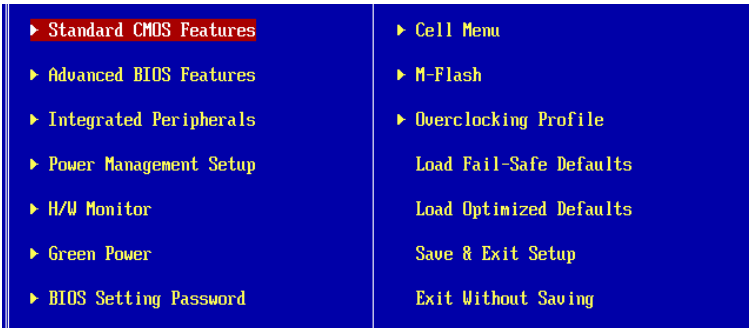 Standard CMOS Features
Advanced BIOS Features
Integrated Peripherals
Power Management Setup
H/W Monitor
Green Power
BIOS Setting Password
Cell Menu
M-Flash
Overclocking Profile
Load Fail-Safe Defaults
Load Optimized Defaults
Save & Exit Setup
Exit Without Saving